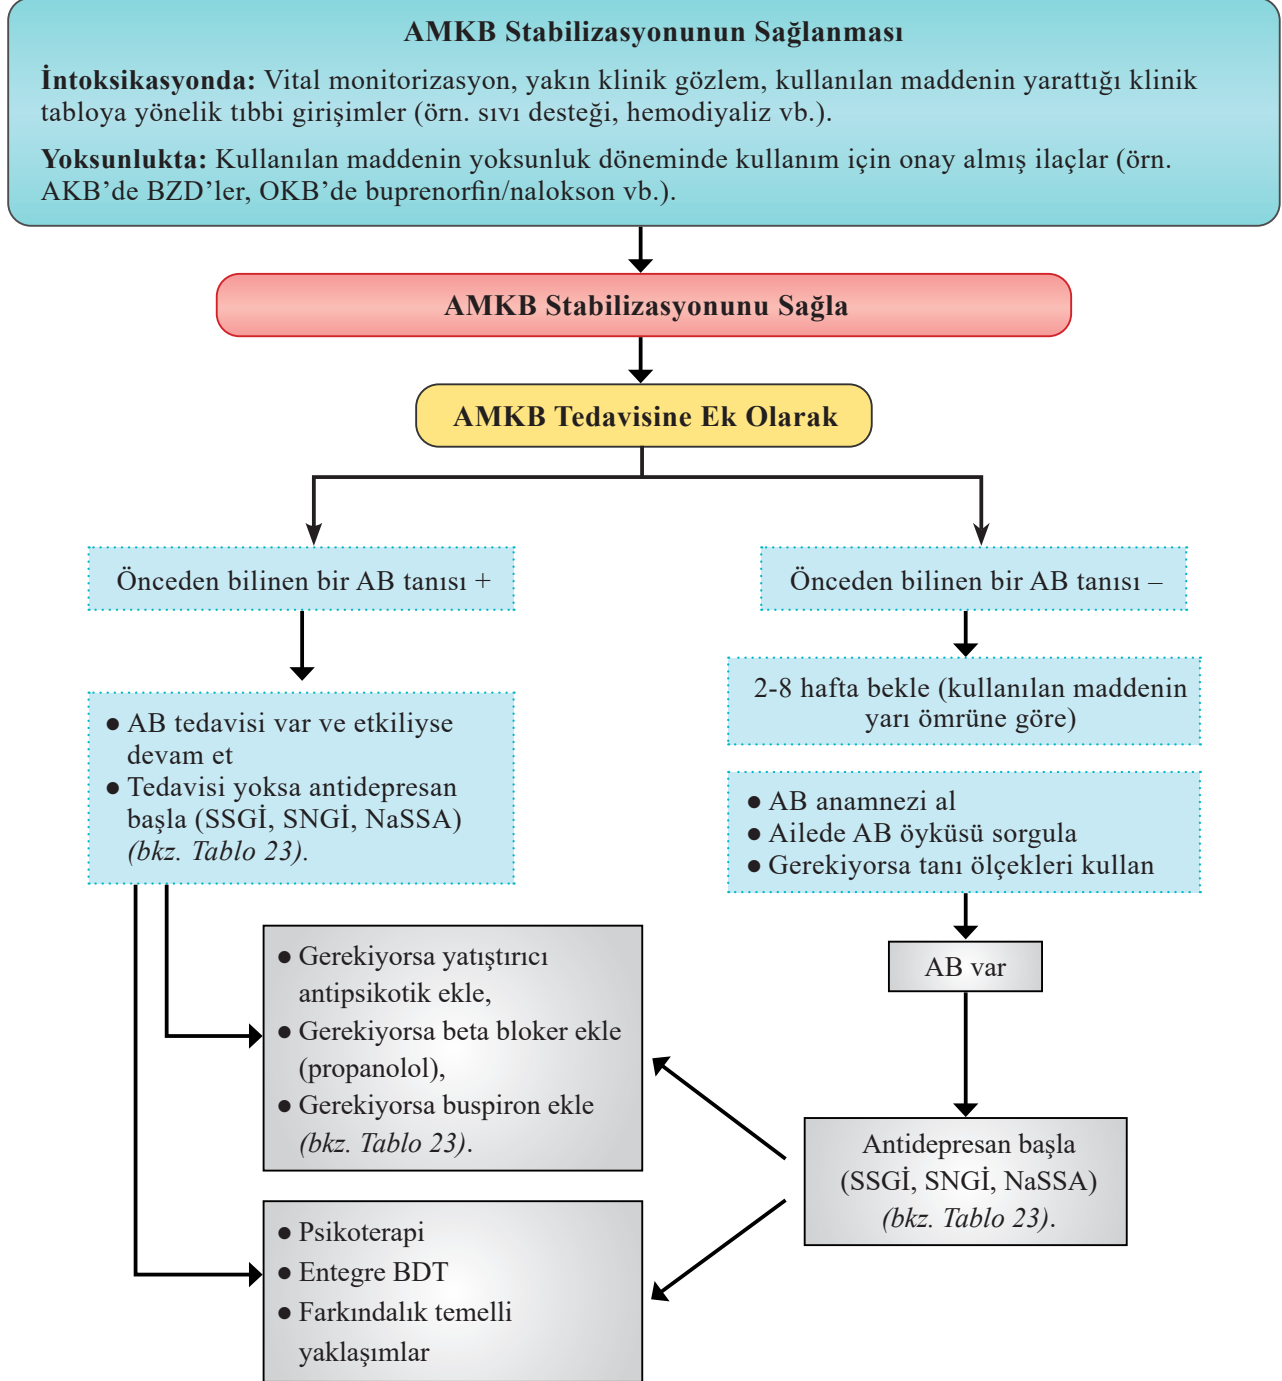 AMKB Stabilizasyonunun Sağlanması
İntoksikasyonda: Vital monitorizasyon, yakın klinik gözlem, kullanılan maddenin yarattığı klinik
tabloya yönelik tıbbi girişimler (örn. sıvı desteği, hemodiyaliz vb.).
Yoksunlukta: Kullanılan maddenin yoksunluk döneminde kullanım için onay almış ilaçlar (örn.
AKB’de BZD’ler, OKB’de buprenorfin/nalokson vb.).
AMKB Stabilizasyonunu Sağla
AMKB Tedavisine Ek Olarak
Önceden bilinen bir AB tanısı +
● AB tedavisi var ve etkiliyse
devam et
● Tedavisi yoksa antidepresan
başla (SSGİ, SNGİ, NaSSA)
(bkz. Tablo 23).
Önceden bilinen bir AB tanısı –
2-8 hafta bekle (kullanılan maddenin
yarı ömrüne göre)
● AB anamnezi al
● Ailede AB öyküsü sorgula
● Gerekiyorsa tanı ölçekleri kullan
AB var
Antidepresan başla
(SSGİ, SNGİ, NaSSA)
(bkz. Tablo 23).
● Gerekiyorsa yatıştırıcı
antipsikotik ekle,
● Gerekiyorsa beta bloker ekle
(propanolol),
● Gerekiyorsa buspiron ekle
(bkz. Tablo 23).
● Psikoterapi
● Entegre BDT
● Farkındalık temelli
yaklaşımlar